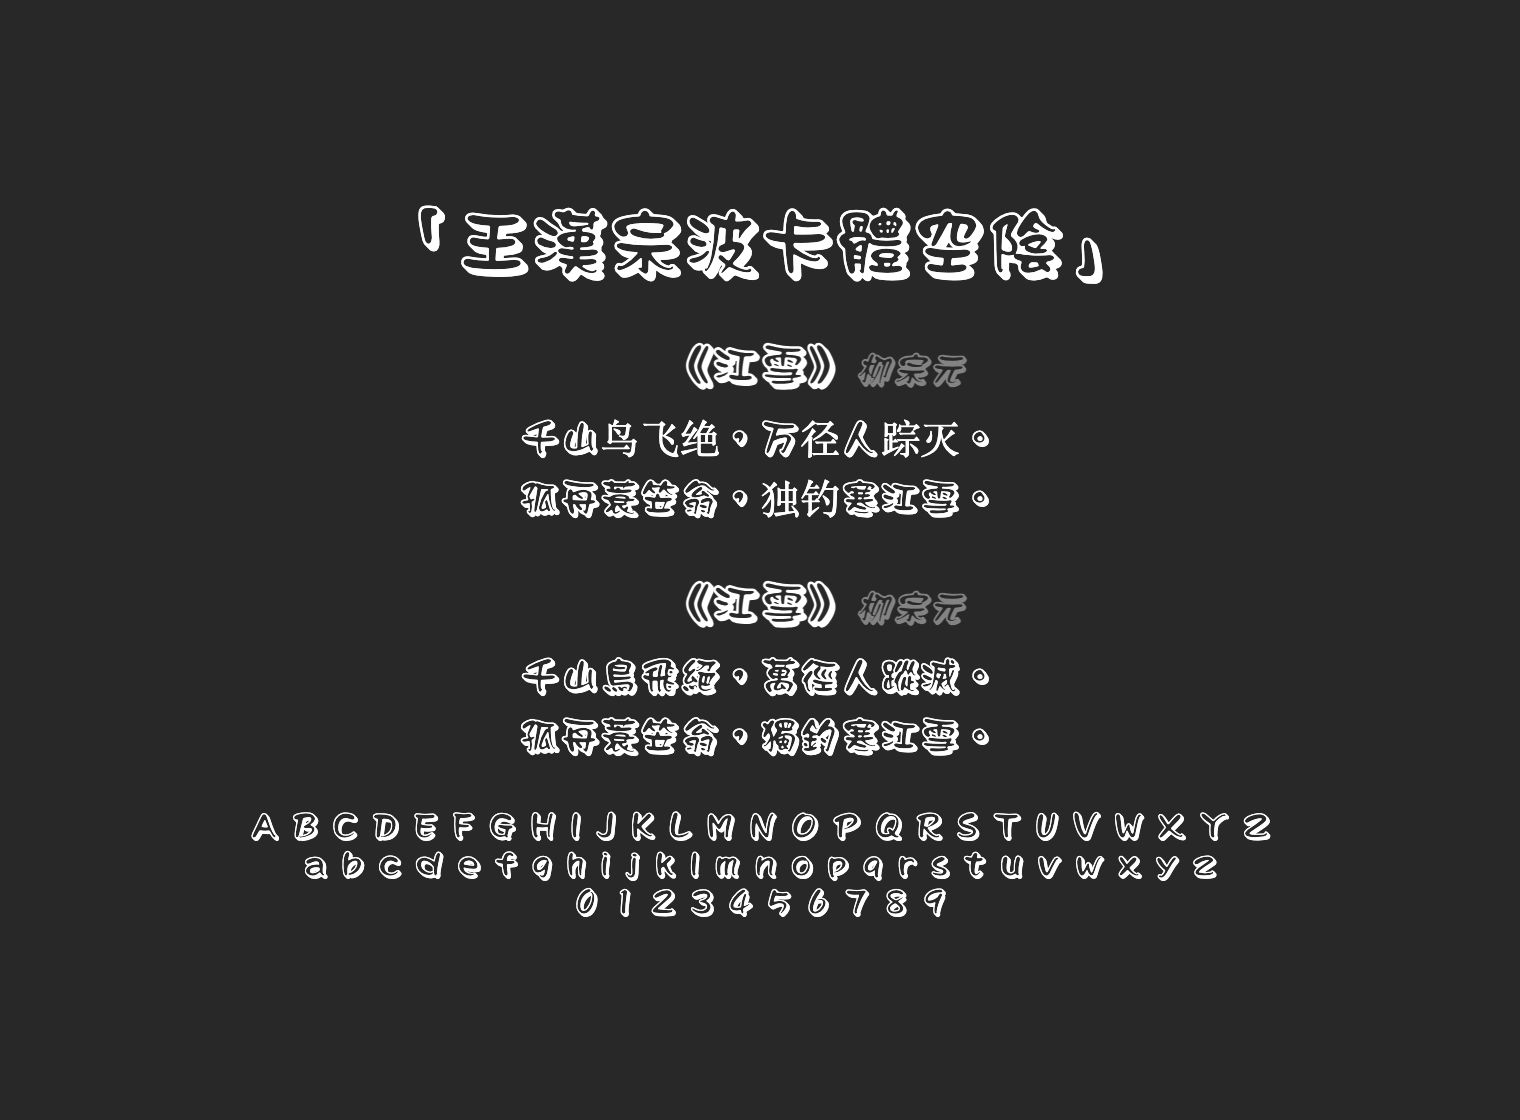 「王漢宗波卡體空陰」
《江雪》 柳宗元
千山鸟飞绝，万径人踪灭。
孤舟蓑笠翁，独钓寒江雪。
《江雪》 柳宗元
千山鳥飛絕，萬徑人蹤滅。
孤舟蓑笠翁，獨釣寒江雪。
A B C D E F G H I J K L M N O P Q R S T U V W X Y Z
a b c d e f g h i j k l m n o p q r s t u v w x y z
0 1 2 3 4 5 6 7 8 9